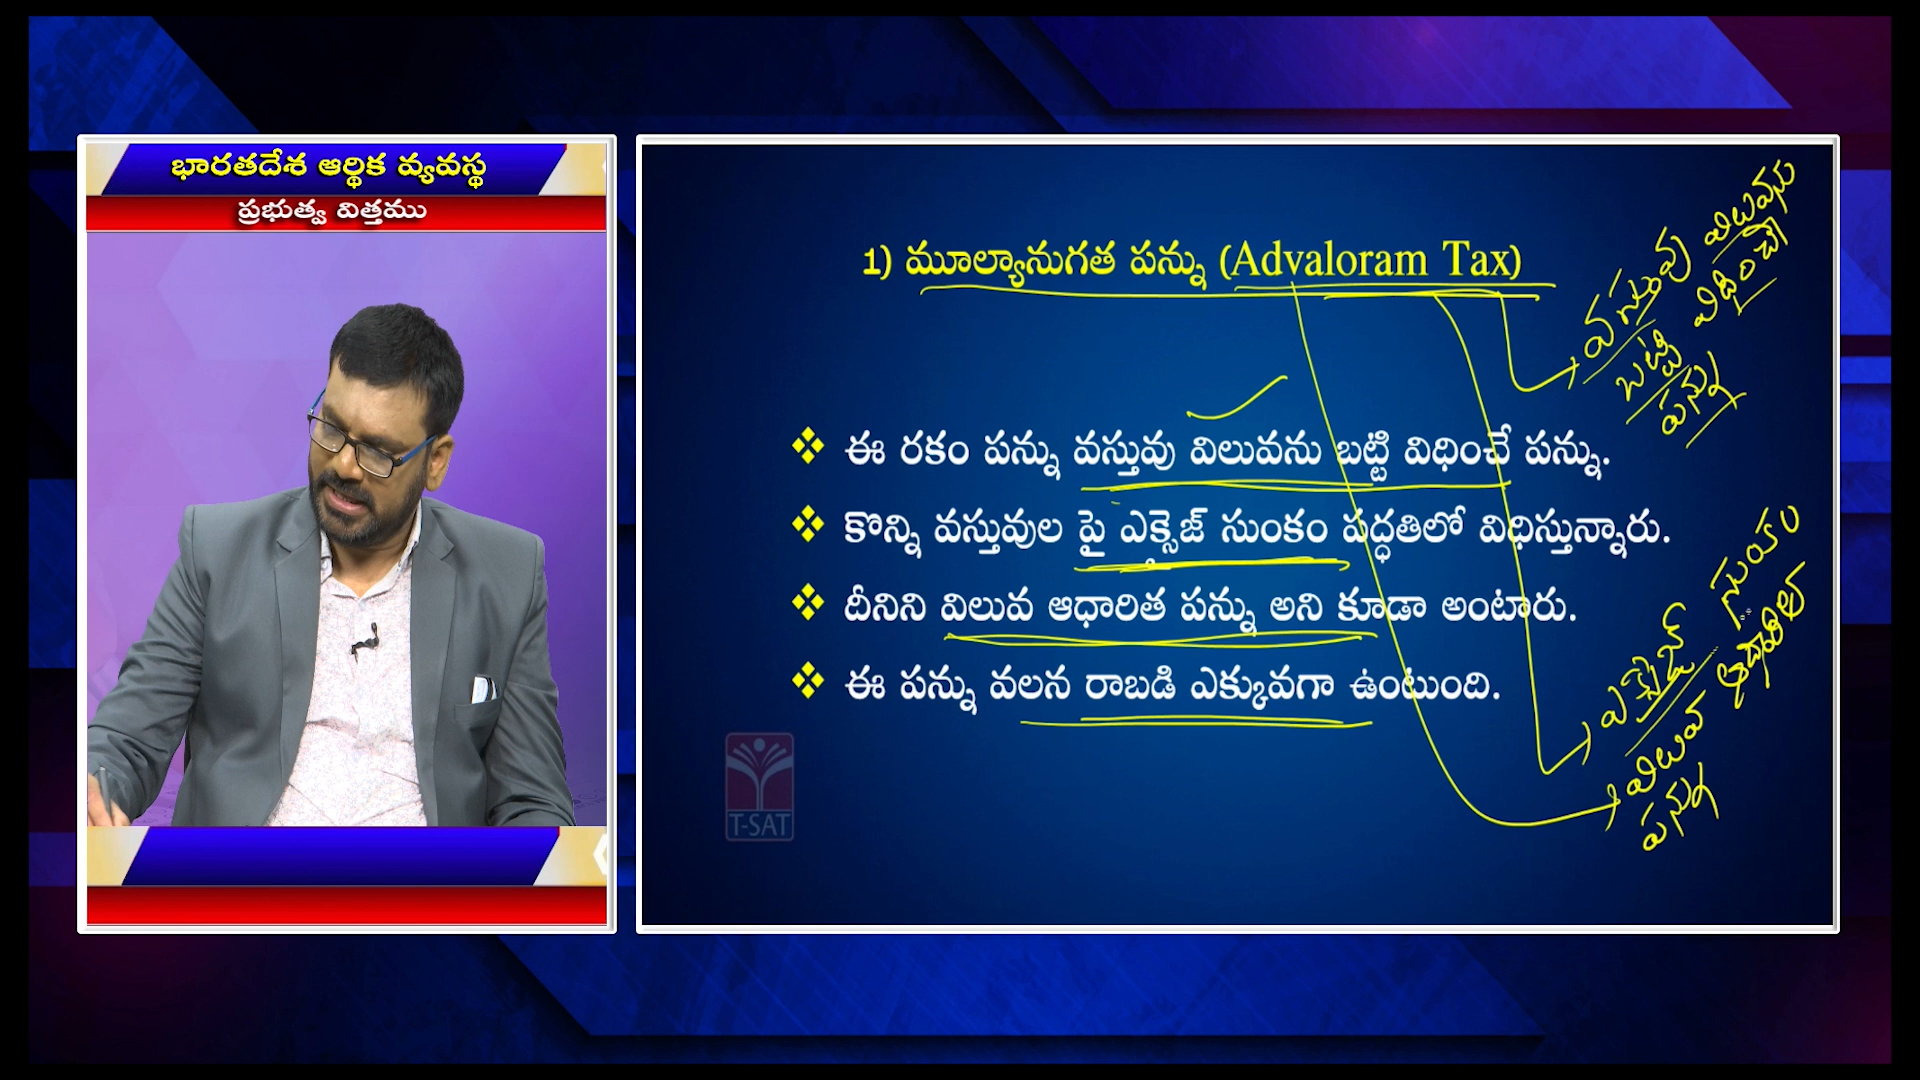 భారతదేశ ఆర్థిక వ్యవస్థ
ప్రభుత్వ విత్తము
1) మూల్యానుగత పన్ను (Advaloram Tax)
ఈ రకం పన్ను వస్తువు విలువను బట్టి విధించే పన్ను.
కొన్ని వస్తువుల పై ఎక్సెజ్ సుంకం పద్ధతిలో విధిస్తున్నారు.
దీనిని విలువ ఆధారిత పన్ను అని కూడా అంటారు.
ఈ పన్ను వలన రాబడి ఎక్కువగా ఉంటుంది.
T-SAT
వస్తువు విలువను
బట్టి విధించే
పన్ను
ఎక్సైజ్ సుంకం
విలువ ఆధారిత
పన్ను